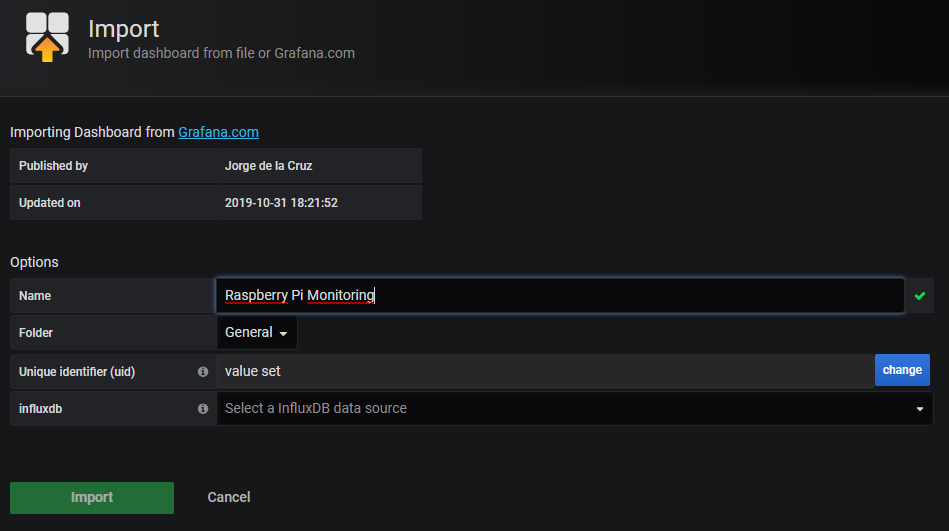 Import
Import dashboard from file or Grafana.com
Importing Dashboard from Grafana.com
Published by Jorge de la Cruz
Updated on 2019-10-31 18:21:52
Options
Name Raspberry Pi Monitoring
Folder General
Unique identifier (uid) value set change
influxdb Select a InfluxDB data source
Import Cancel